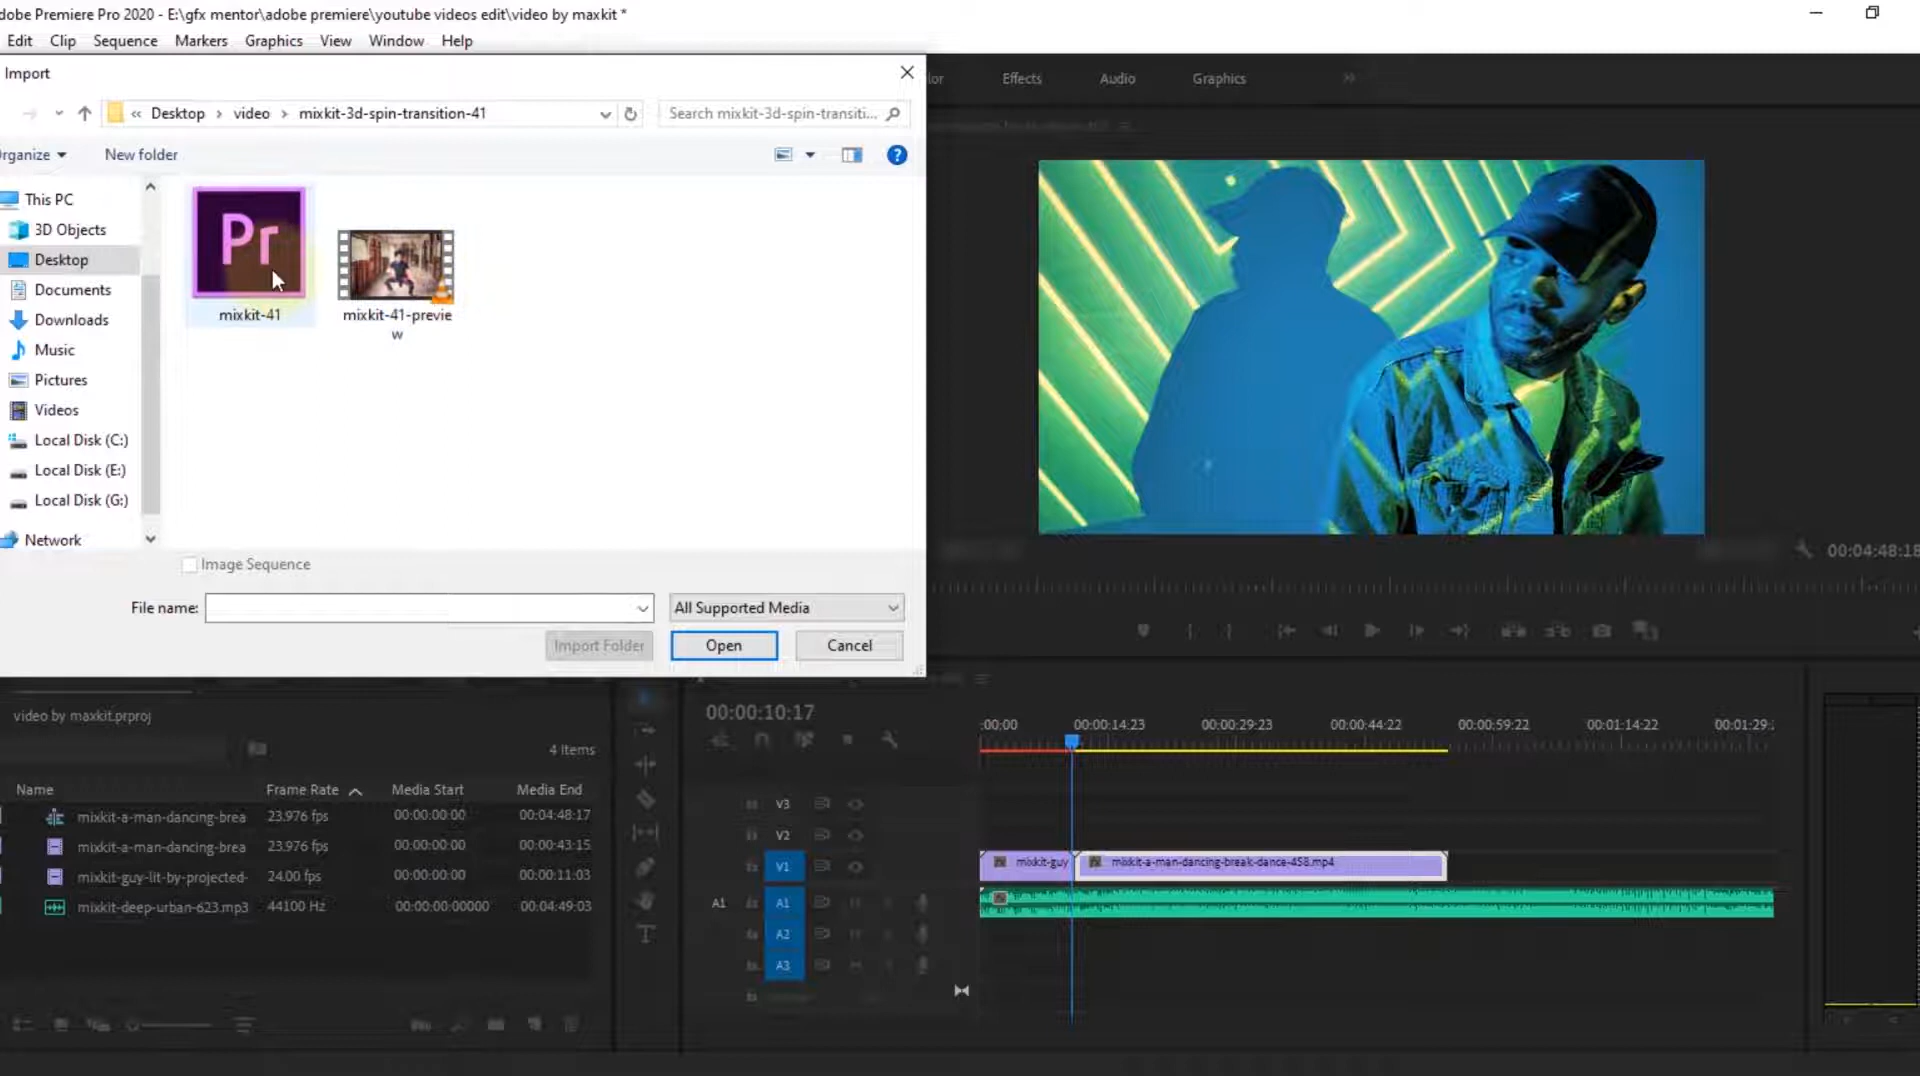 dobe Premiere Pro 2020 - E:\gfx mentor\adobe premiere\youtube videos edit\video by maxkit *
Edit Clip Sequence Markers Graphics View Window Help
Import
lor Effects Audio Graphics »
« Desktop › video › mixkit-3d-spin-transition-41
Search mixkit-3d-spin-transiti...
rganize New folder ?
This PC
3D Objects
Desktop
Documents
Downloads
Music
Pictures
Videos
Local Disk (C:)
Local Disk (E:)
Local Disk (G:)
Network
Pr
mixkit-41
mixkit-41-previe
w
Image Sequence
File name:
All Supported Media
Import Folder Open Cancel
00:04:48:18
video by maxkit.prproj
4 Items
Name Frame Rate Media Start Media End
mixkit-a-man-dancing-brea 23.976 fps 00:00:00:00 00:04:48:17
mixkit-a-man-dancing-brea 23.976 fps 00:00:00:00 00:00:43:15
mixkit-guy-lit-by-projected- 24.00 fps 00:00:00:00 00:00:11:03
mixkit-deep-urban-623.mp3 44100 Hz 00:00:00:00000 00:04:49:03
00:00:10:17
:00:00 00:00:14:23 00:00:29:23 00:00:44:22 00:00:59:22 00:01:14:22 00:01:29:
V3
V2
V1
mixkit-guy
mixkit-a-man-dancing-break-dance-458.mp4
A1 A1
A2
A3